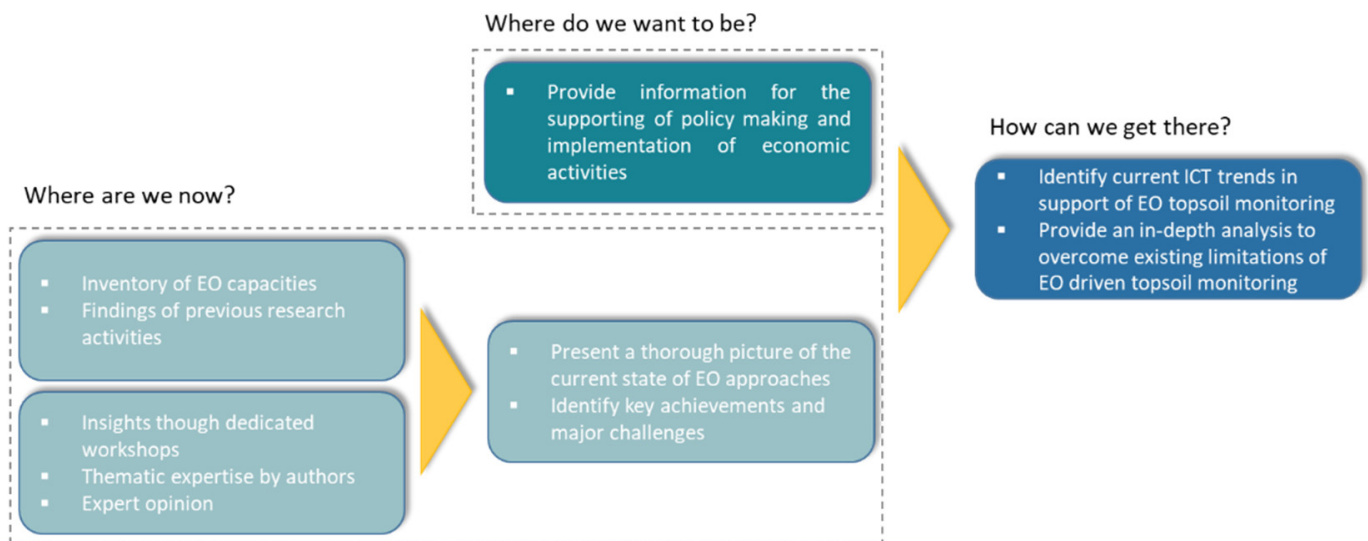 Where do we want to be?
▪ Provide information for the
supporting of policy making and
implementation of economic
activities
How can we get there?
▪ Identify current ICT trends in
support of EO topsoil monitoring
▪ Provide an in-depth analysis to
overcome existing limitations of
EO driven topsoil monitoring
Where are we now?
▪ Inventory of EO capacities
▪ Findings of previous research
activities
▪ Insights though dedicated
workshops
▪ Thematic expertise by authors
▪ Expert opinion
▪ Present a thorough picture of the
current state of EO approaches
▪ Identify key achievements and
major challenges